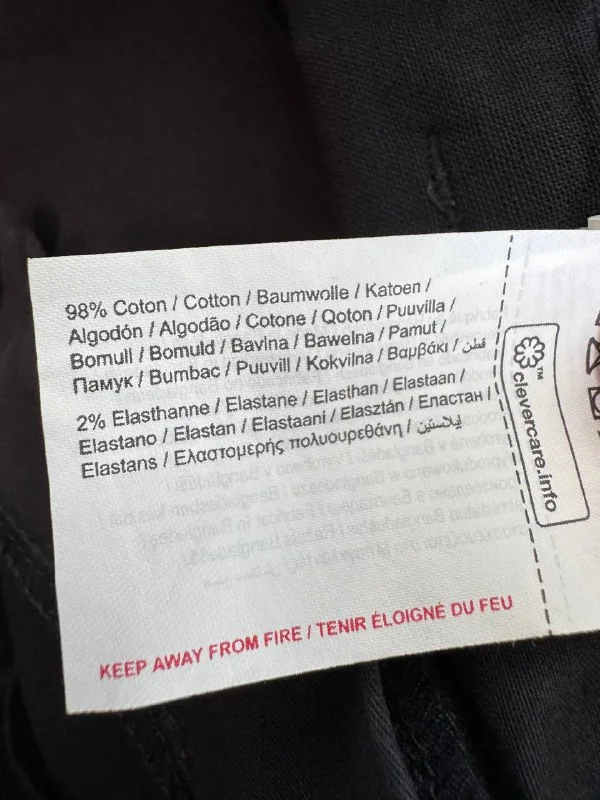 98% Coton / Cotton / Baumwolle / Katoen /
Algodón / Algodão / Cotone / Qoton / Puuvilla /
Bomull / Bomuld / Bavlna / Bawełna / Pamut /
Памук / Bumbac / Puuvill / Kokvilna / Βαμβάκι / قطن
2% Elasthanne / Elastane / Elasthan / Elastaan /
Elastano / Elastan / Elastaani / Elasztán / Еластан /
Elastans / Ελαστομερής πολυουρεθάνη / إيلاستين
KEEP AWAY FROM FIRE / TENIR ÉLOIGNÉ DU FEU
clevercare.info™